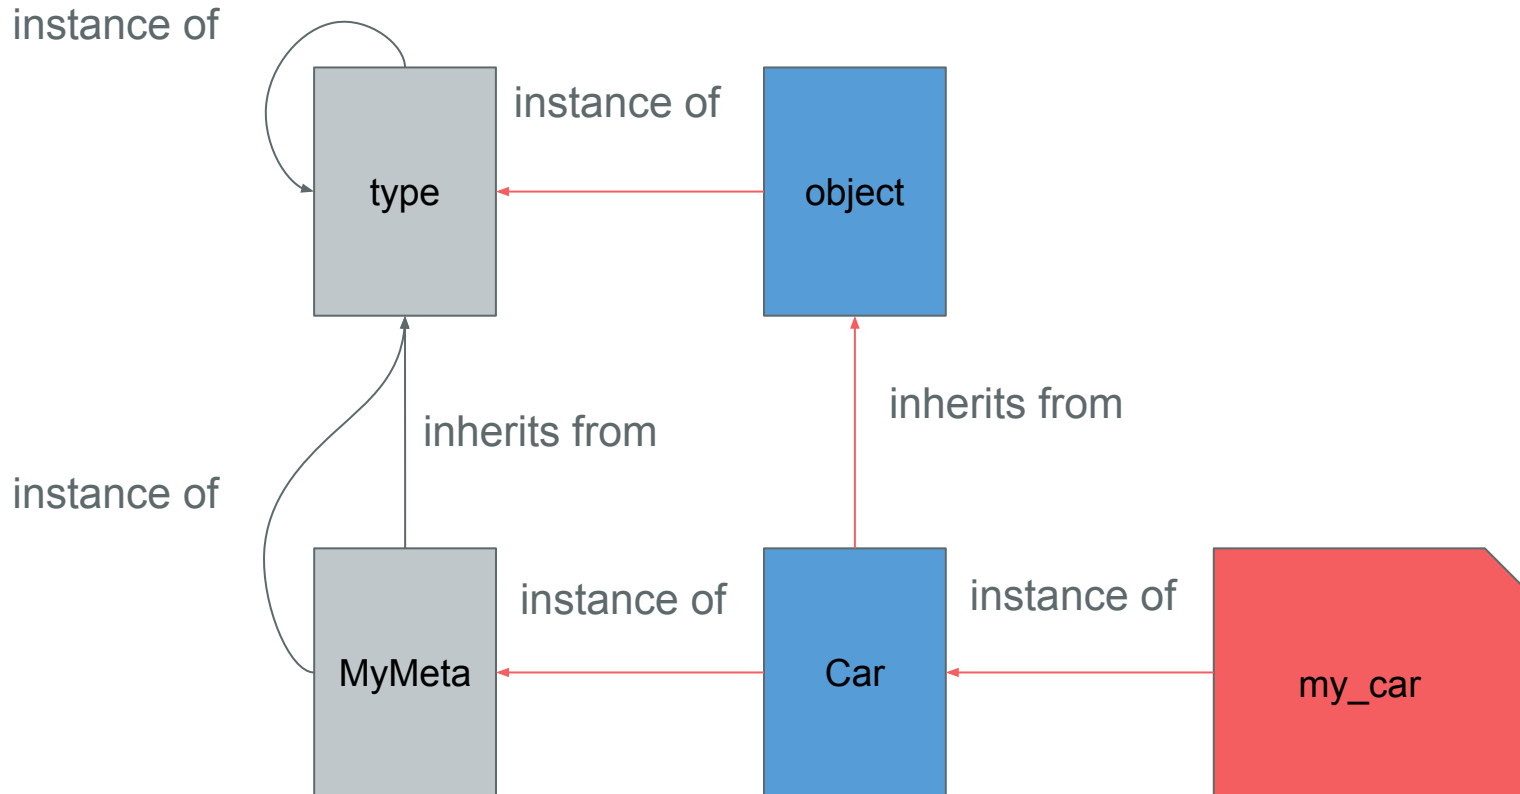 instance of
instance of
type
object
inherits from
inherits from
instance of
instance of
instance of
MyMeta
Car
my_car